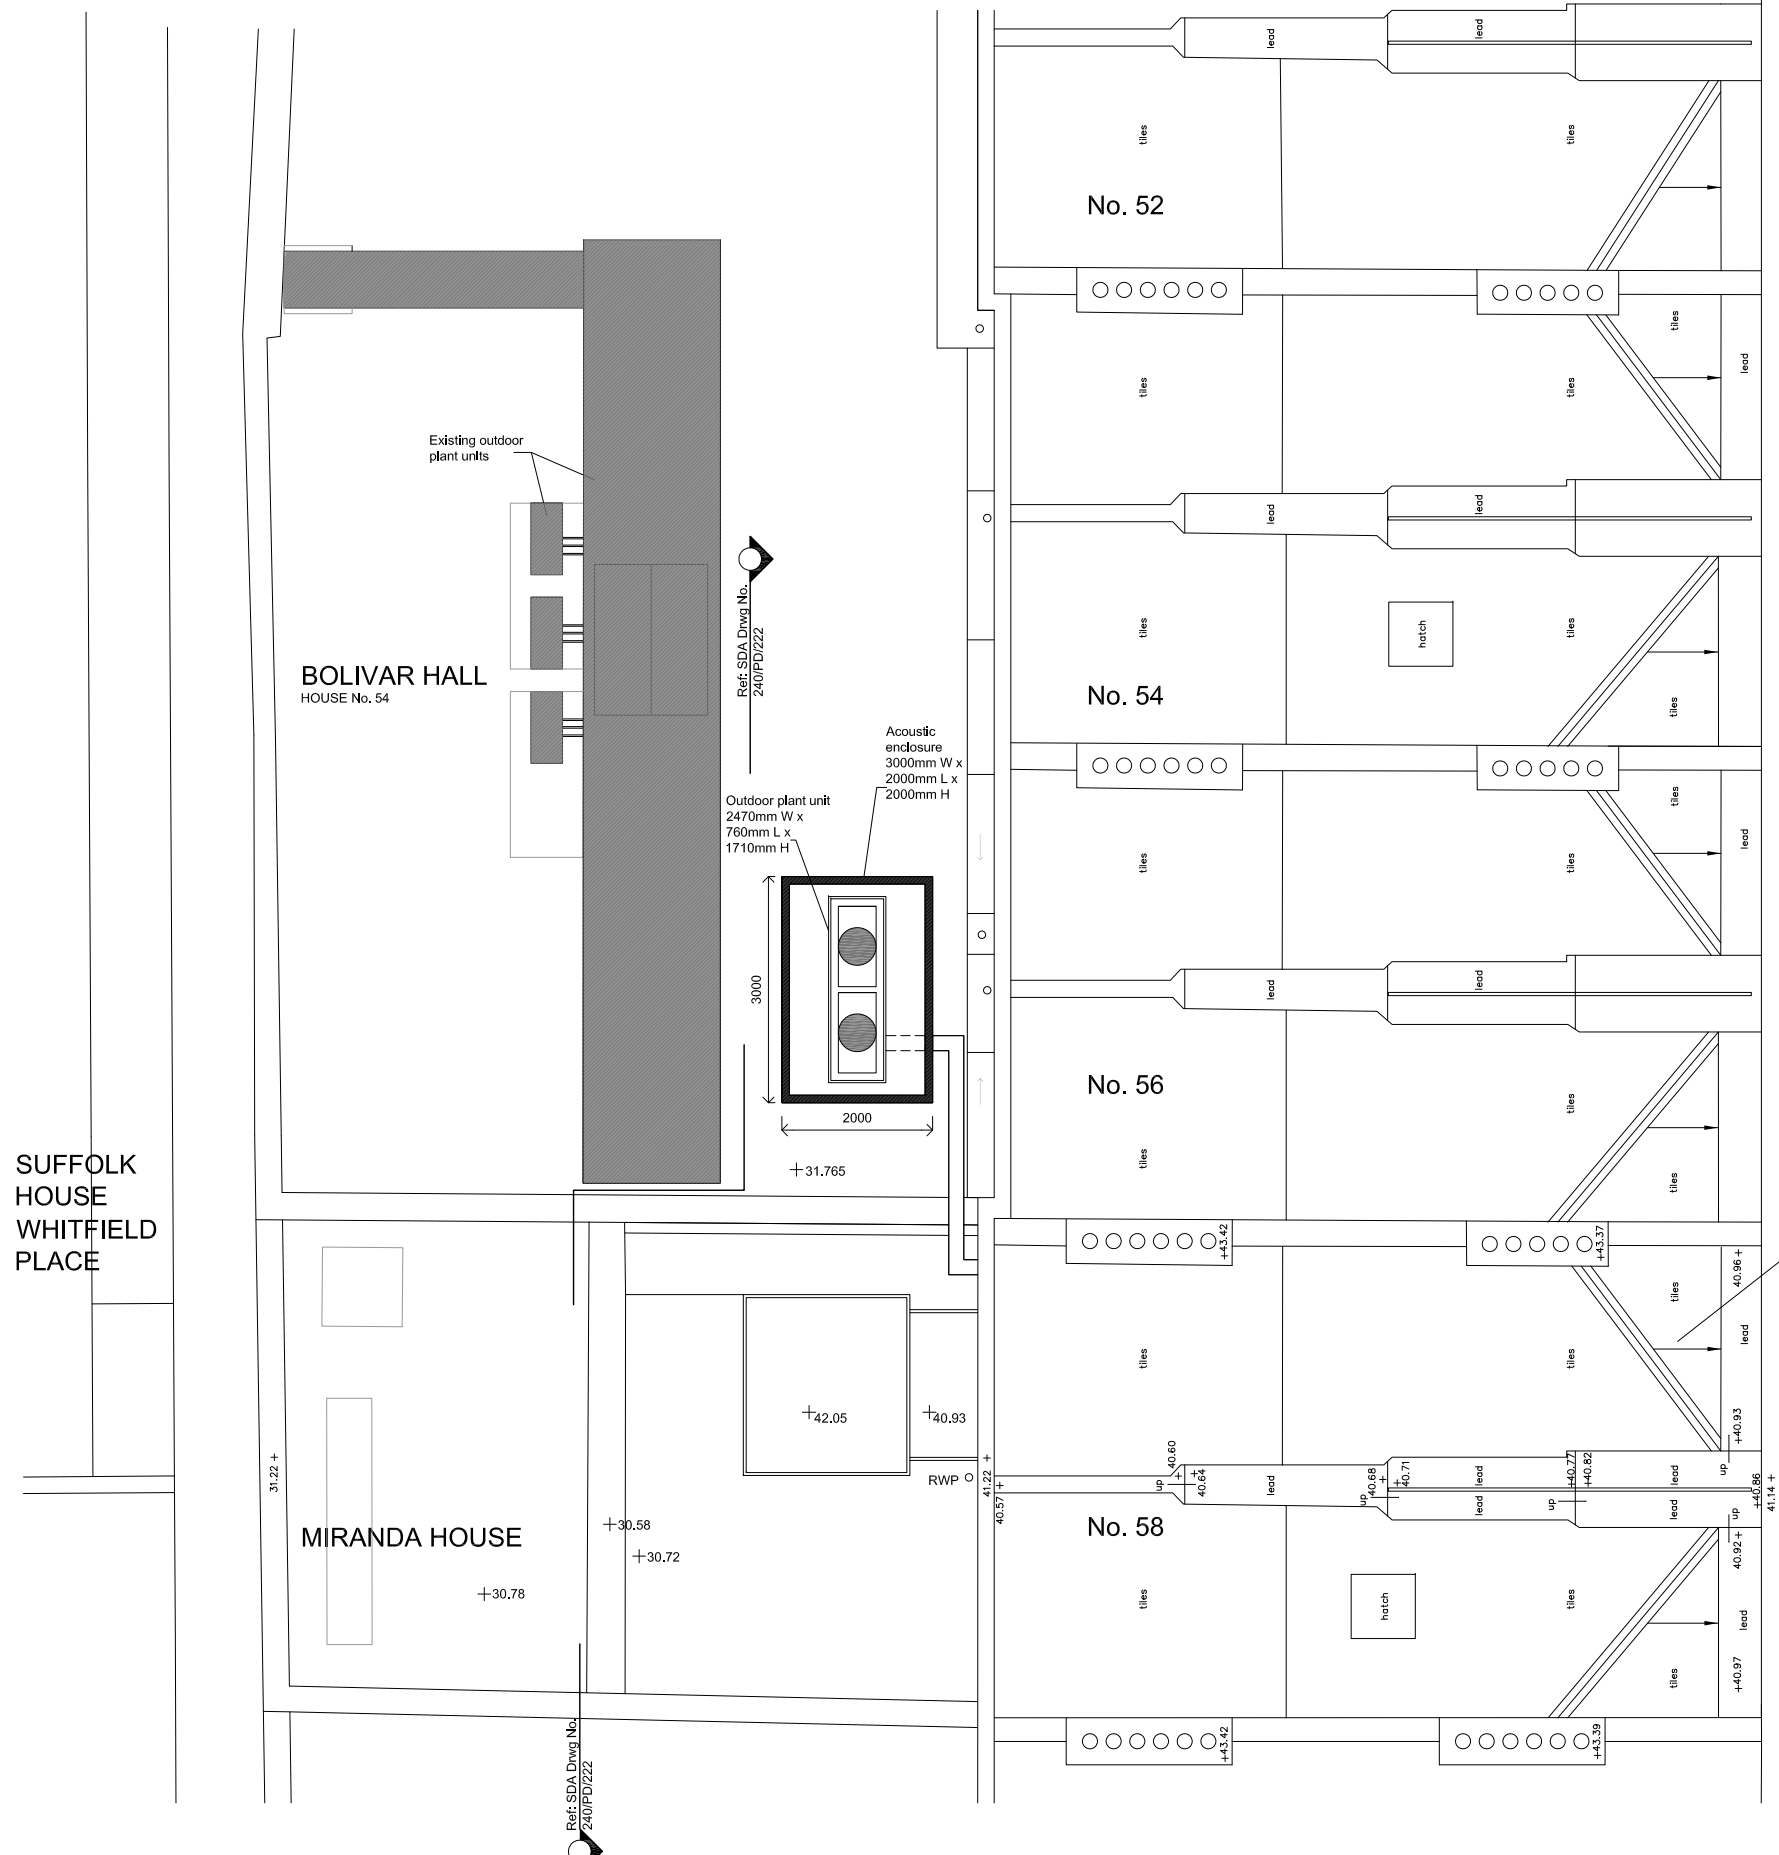 lead
lead
tiles
tiles
No. 52
tiles
tiles
tiles
lead
Existing outdoor
plant units
lead
lead
Ref: SDA Drwg No.
240/PD/222
tiles
hatch
tiles
BOLIVAR HALL
HOUSE No. 54
No. 54
tiles
Acoustic
enclosure
3000mm W x
2000mm L x
2000mm H
Outdoor plant unit
2470mm W x
760mm L x
1710mm H
tiles
tiles
tiles
lead
3000
lead
lead
No. 56
2000
tiles
tiles
tiles
+31.765
SUFFOLK
HOUSE
WHITFIELD
PLACE
+43.42
+43.37
40.96+
tiles
tiles
tiles
lead
+42.05
+40.93
+40.93
31.22 +
RWP
41.22 +
40.57 +
up
40.60
+
+
40.64
lead
up
40.68 +
+
40.71
lead
lead
up
+40.77
+40.82
lead
lead
up
up
+40.86
41.14 +
MIRANDA HOUSE
+30.58
+30.72
+30.78
No. 58
40.92+
tiles
hatch
tiles
tiles
lead
+40.97
+43.42
+43.39
Ref: SDA Drwg No.
240/PD/222